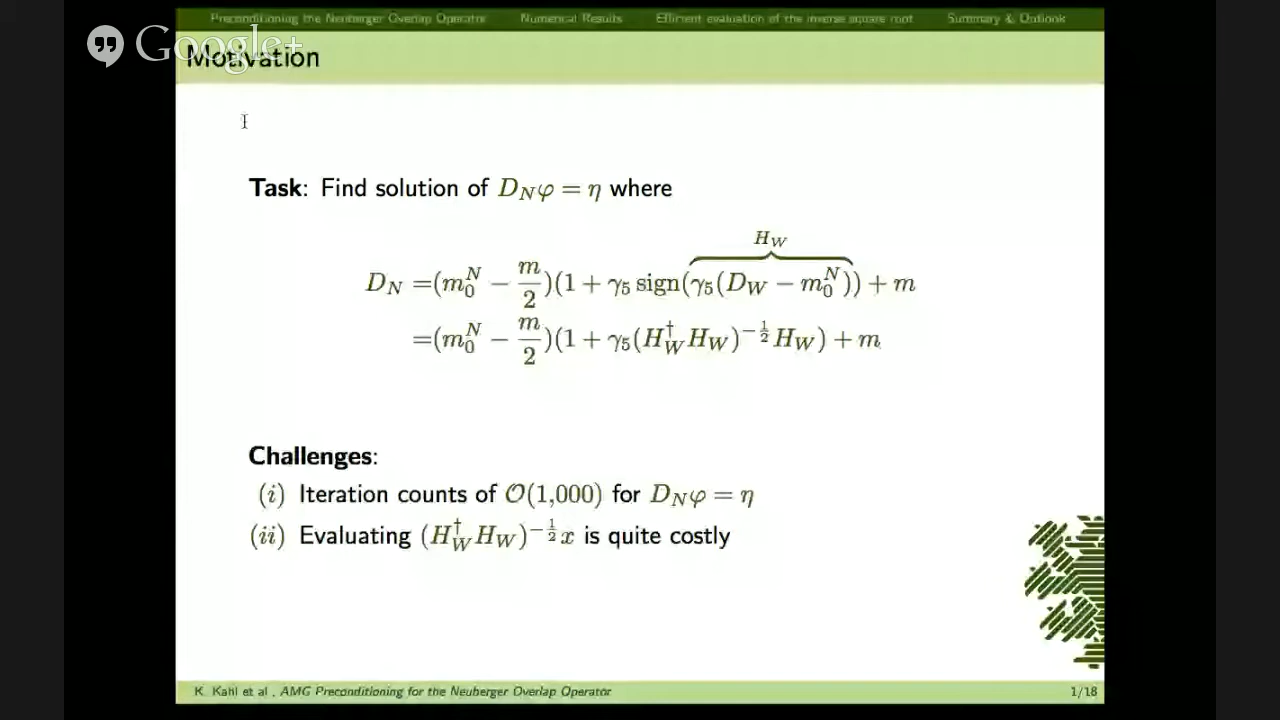 Preconditioning the Neuberger Overlap Operator Numerical Results Efficient evaluation of the inverse square root Summary & Outlook
Google+
Motivation
Task: Find solution of D_Nφ = η where
H_W
D_N =(m_0^N − m/2)(1 + γ_5 sign(γ_5(D_W − m_0^N)) + m
=(m_0^N − m/2)(1 + γ_5(H_W^†H_W)^{−1/2}H_W) + m
Challenges:
(i) Iteration counts of O(1,000) for D_Nφ = η
(ii) Evaluating (H_W^†H_W)^{−1/2}x is quite costly
K. Kahl et al , AMG Preconditioning for the Neuberger Overlap Operator 1/18